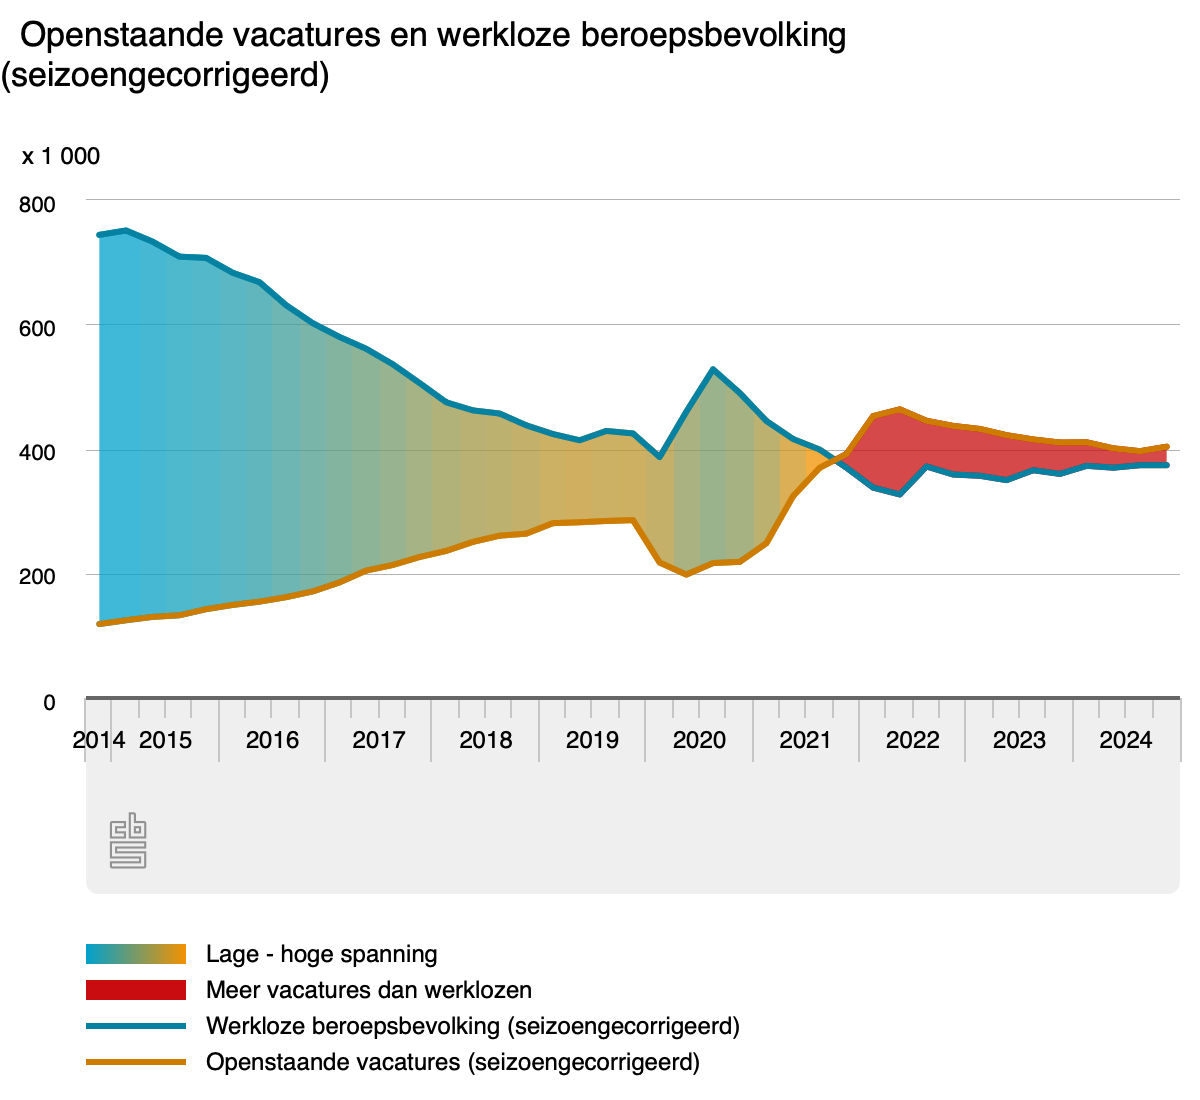 Openstaande vacatures en werkloze beroepsbevolking
(seizoengecorrigeerd)
x 1 000
800
600
400
200
0
2014 2015 2016 2017 2018 2019 2020 2021 2022 2023 2024
cbs
Lage - hoge spanning
Meer vacatures dan werklozen
Werkloze beroepsbevolking (seizoengecorrigeerd)
Openstaande vacatures (seizoengecorrigeerd)